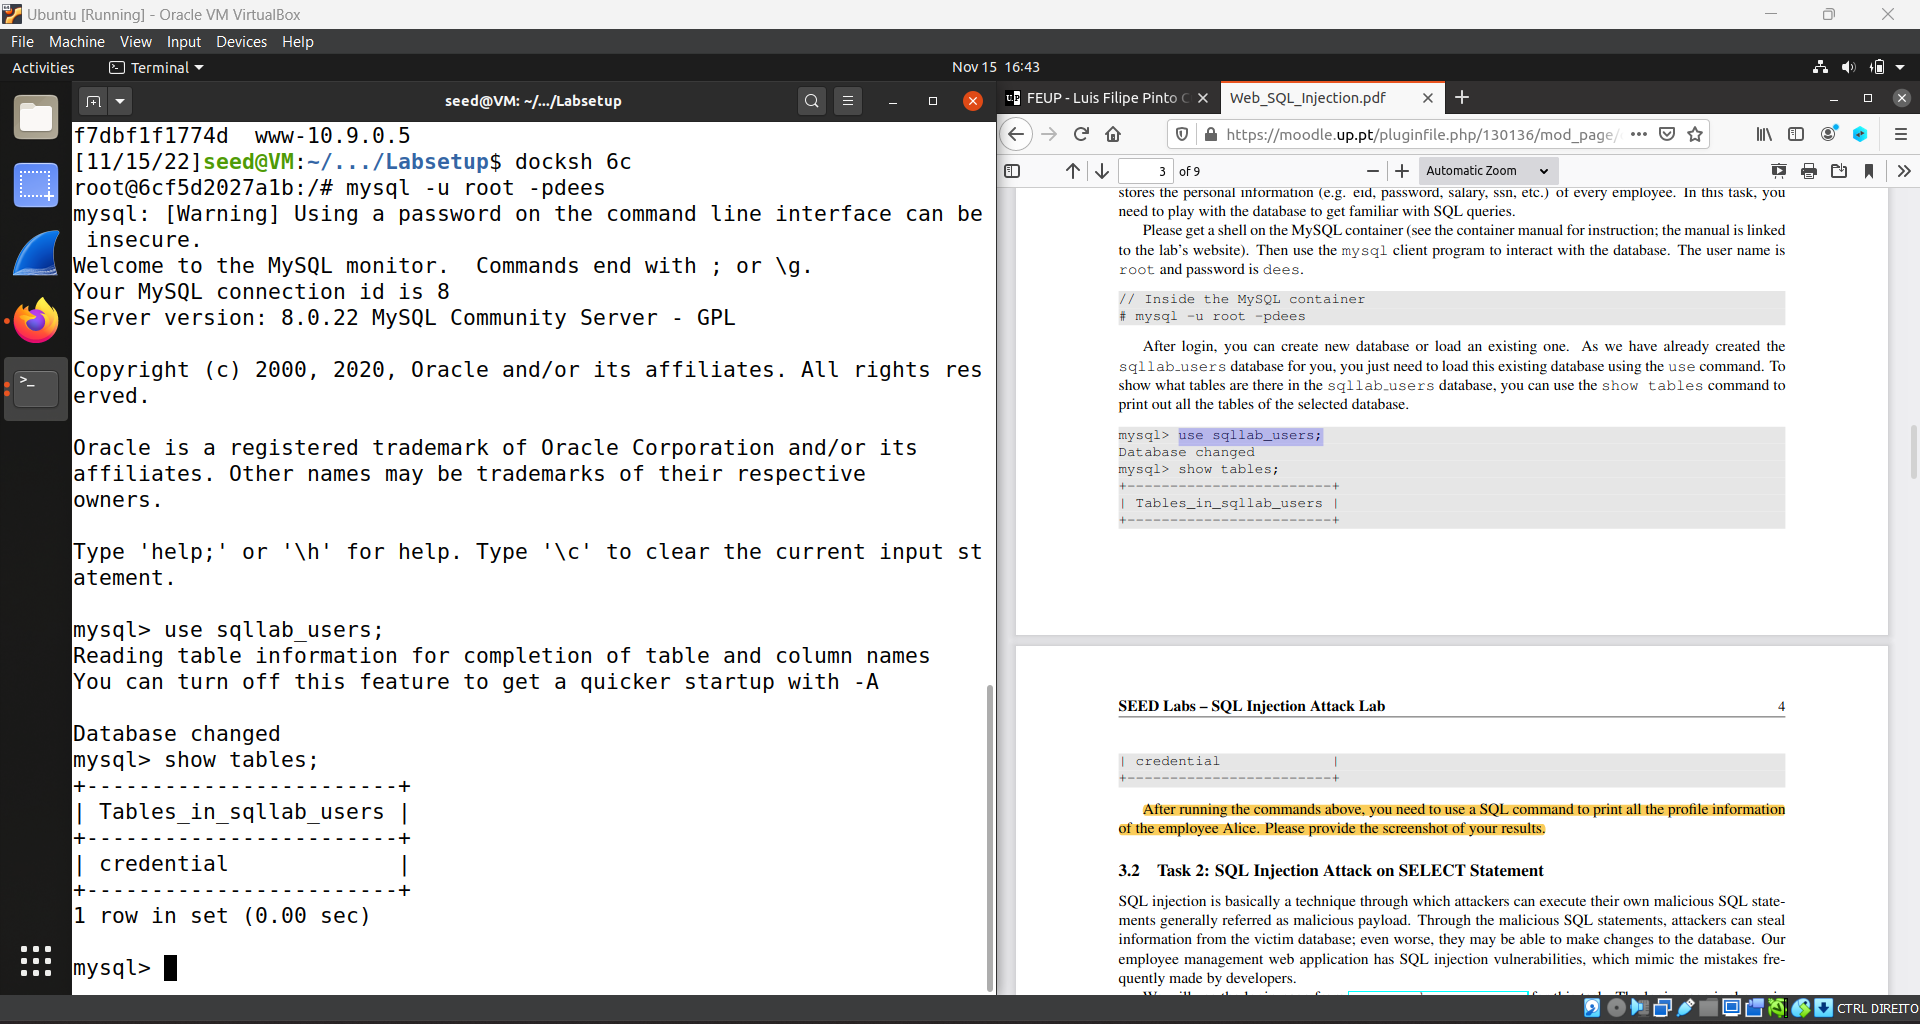 Ubuntu [Running] - Oracle VM VirtualBox
File Machine View Input Devices Help
Activities Terminal Nov 15 16:43
seed@VM: ~/.../Labsetup
f7dbf1f1774d  www-10.9.0.5
[11/15/22]seed@VM:~/.../Labsetup$ docksh 6c
root@6cf5d2027a1b:/# mysql -u root -pdees
mysql: [Warning] Using a password on the command line interface can be
 insecure.
Welcome to the MySQL monitor.  Commands end with ; or \g.
Your MySQL connection id is 8
Server version: 8.0.22 MySQL Community Server - GPL
Copyright (c) 2000, 2020, Oracle and/or its affiliates. All rights res
erved.
Oracle is a registered trademark of Oracle Corporation and/or its
affiliates. Other names may be trademarks of their respective
owners.
Type 'help;' or '\h' for help. Type '\c' to clear the current input st
atement.
mysql> use sqllab_users;
Reading table information for completion of table and column names
You can turn off this feature to get a quicker startup with -A
Database changed
mysql> show tables;
+------------------------+
| Tables_in_sqllab_users |
+------------------------+
| credential             |
+------------------------+
1 row in set (0.00 sec)
mysql>
FEUP - Luis Filipe Pinto Web_SQL_Injection.pdf
https://moodle.up.pt/pluginfile.php/130136/mod_page/
3 of 9 Automatic Zoom
stores the personal information (e.g. eid, password, salary, ssn, etc.) of every employee. In this task, you
need to play with the database to get familiar with SQL queries.
Please get a shell on the MySQL container (see the container manual for instruction; the manual is linked
to the lab's website). Then use the mysql client program to interact with the database. The user name is
root and password is dees.
// Inside the MySQL container
# mysql -u root -pdees
After login, you can create new database or load an existing one. As we have already created the
sqllab_users database for you, you just need to load this existing database using the use command. To
show what tables are there in the sqllab_users database, you can use the show tables command to
print out all the tables of the selected database.
mysql> use sqllab_users;
Database changed
mysql> show tables;
+------------------------+
| Tables_in_sqllab_users |
+------------------------+
SEED Labs – SQL Injection Attack Lab 4
| credential             |
+------------------------+
After running the commands above, you need to use a SQL command to print all the profile information
of the employee Alice. Please provide the screenshot of your results.
3.2 Task 2: SQL Injection Attack on SELECT Statement
SQL injection is basically a technique through which attackers can execute their own malicious SQL state-
ments generally referred as malicious payload. Through the malicious SQL statements, attackers can steal
information from the victim database; even worse, they may be able to make changes to the database. Our
employee management web application has SQL injection vulnerabilities, which mimic the mistakes fre-
quently made by developers.
CTRL DIREITO